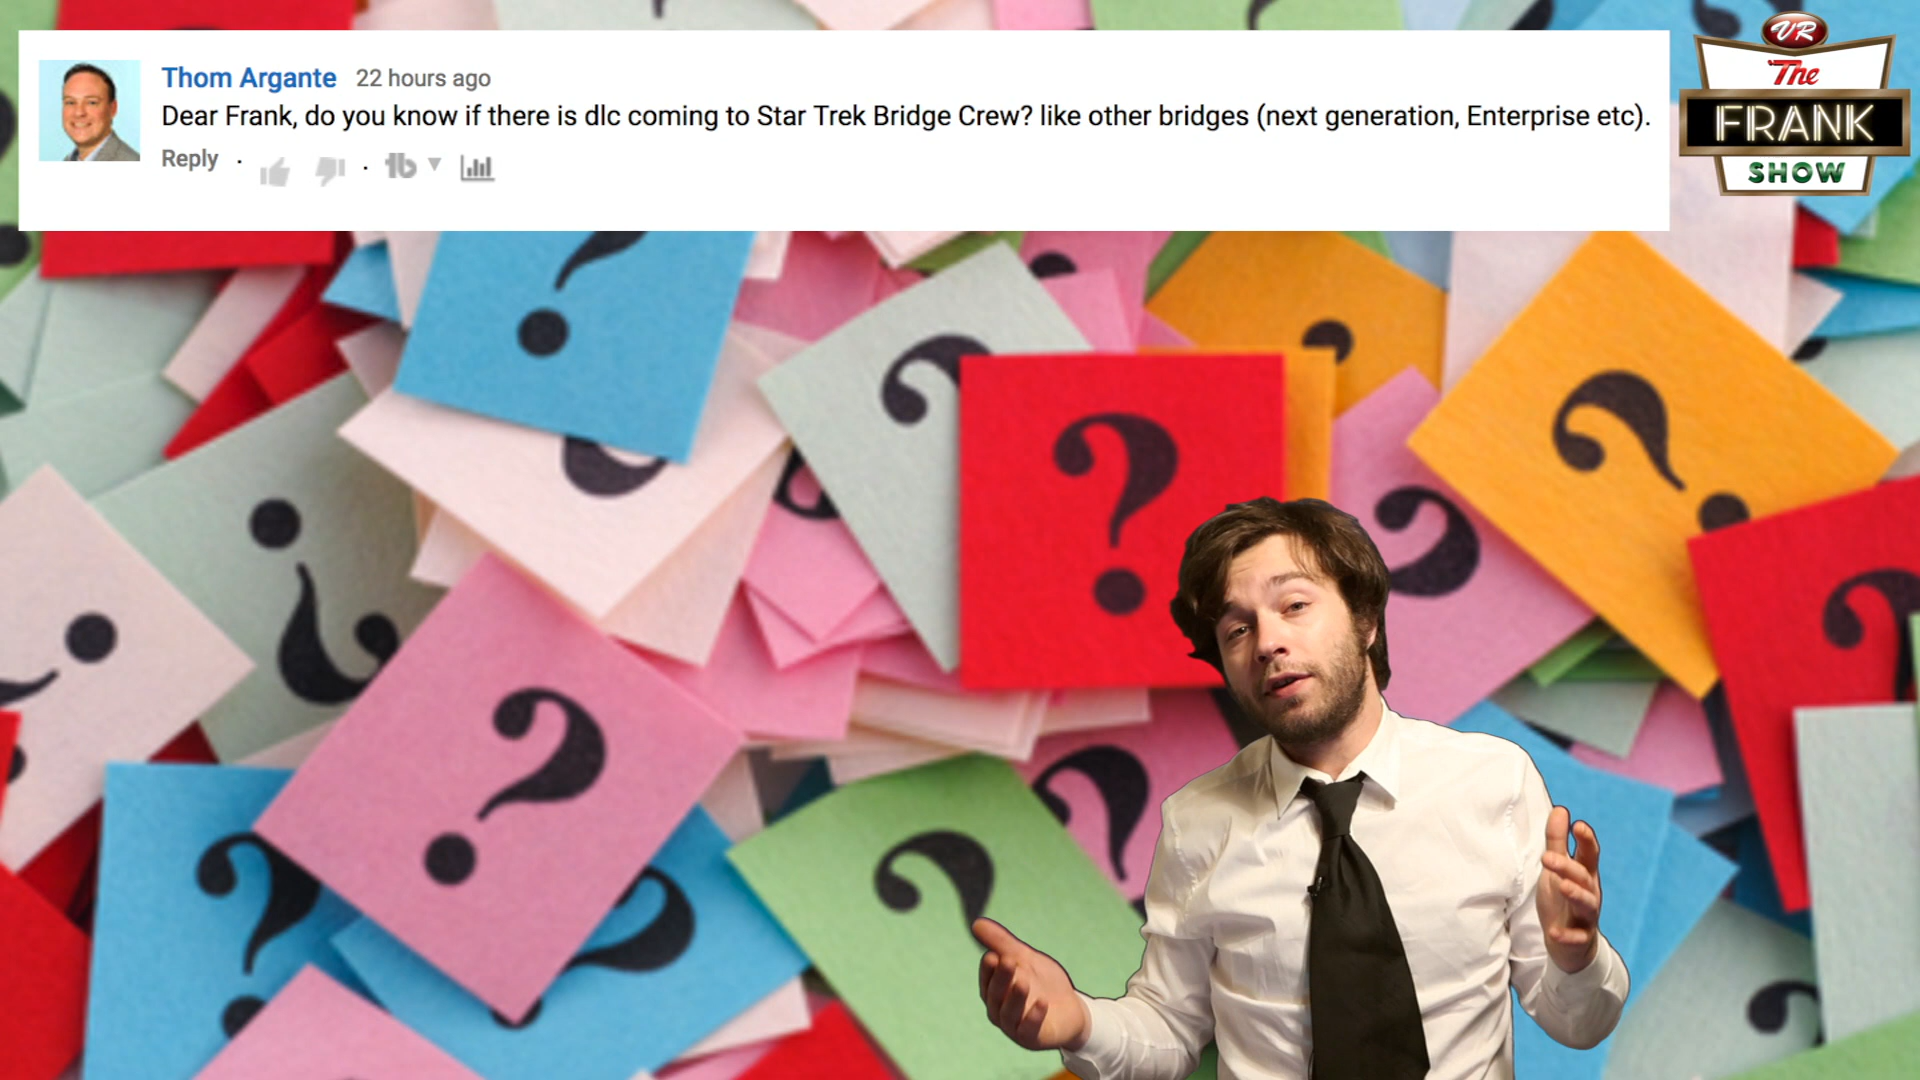 Thom Argante 22 hours ago
Dear Frank, do you know if there is dlc coming to Star Trek Bridge Crew? like other bridges (next generation, Enterprise etc).
Reply
VR
The
FRANK
SHOW
? ? ? ? ? ? ? ? ? ?